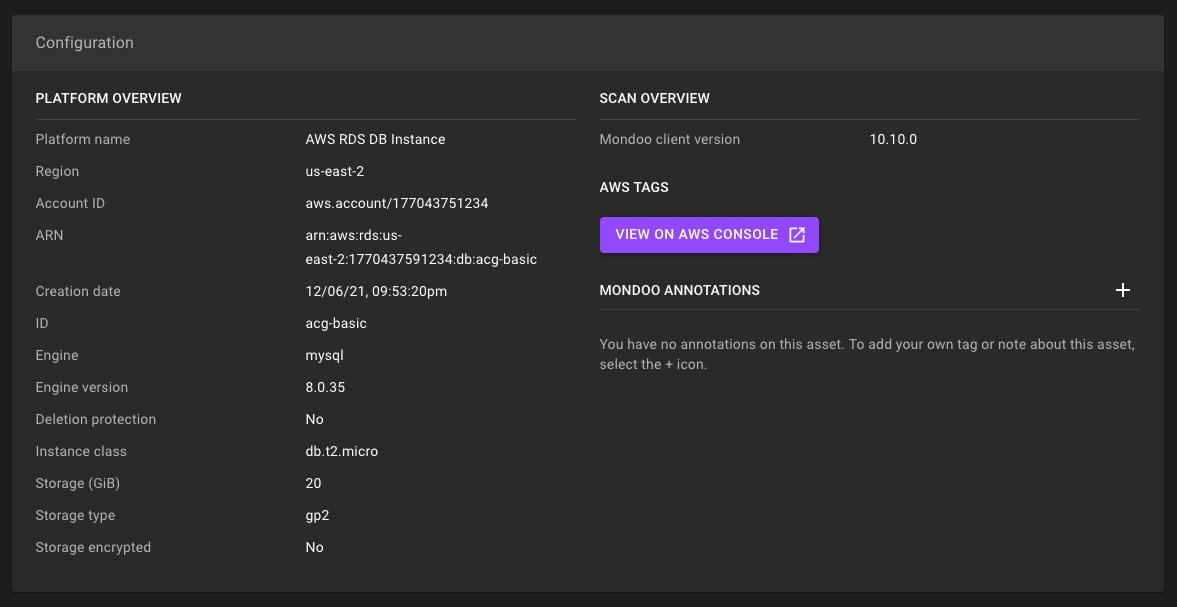 Configuration
PLATFORM OVERVIEW
Platform name AWS RDS DB Instance
Region us-east-2
Account ID aws.account/177043751234
ARN arn:aws:rds:us-
east-2:1770437591234:db:acg-basic
Creation date 12/06/21, 09:53:20pm
ID acg-basic
Engine mysql
Engine version 8.0.35
Deletion protection No
Instance class db.t2.micro
Storage (GiB) 20
Storage type gp2
Storage encrypted No
SCAN OVERVIEW
Mondoo client version 10.10.0
AWS TAGS
VIEW ON AWS CONSOLE
MONDOO ANNOTATIONS +
You have no annotations on this asset. To add your own tag or note about this asset,
select the + icon.